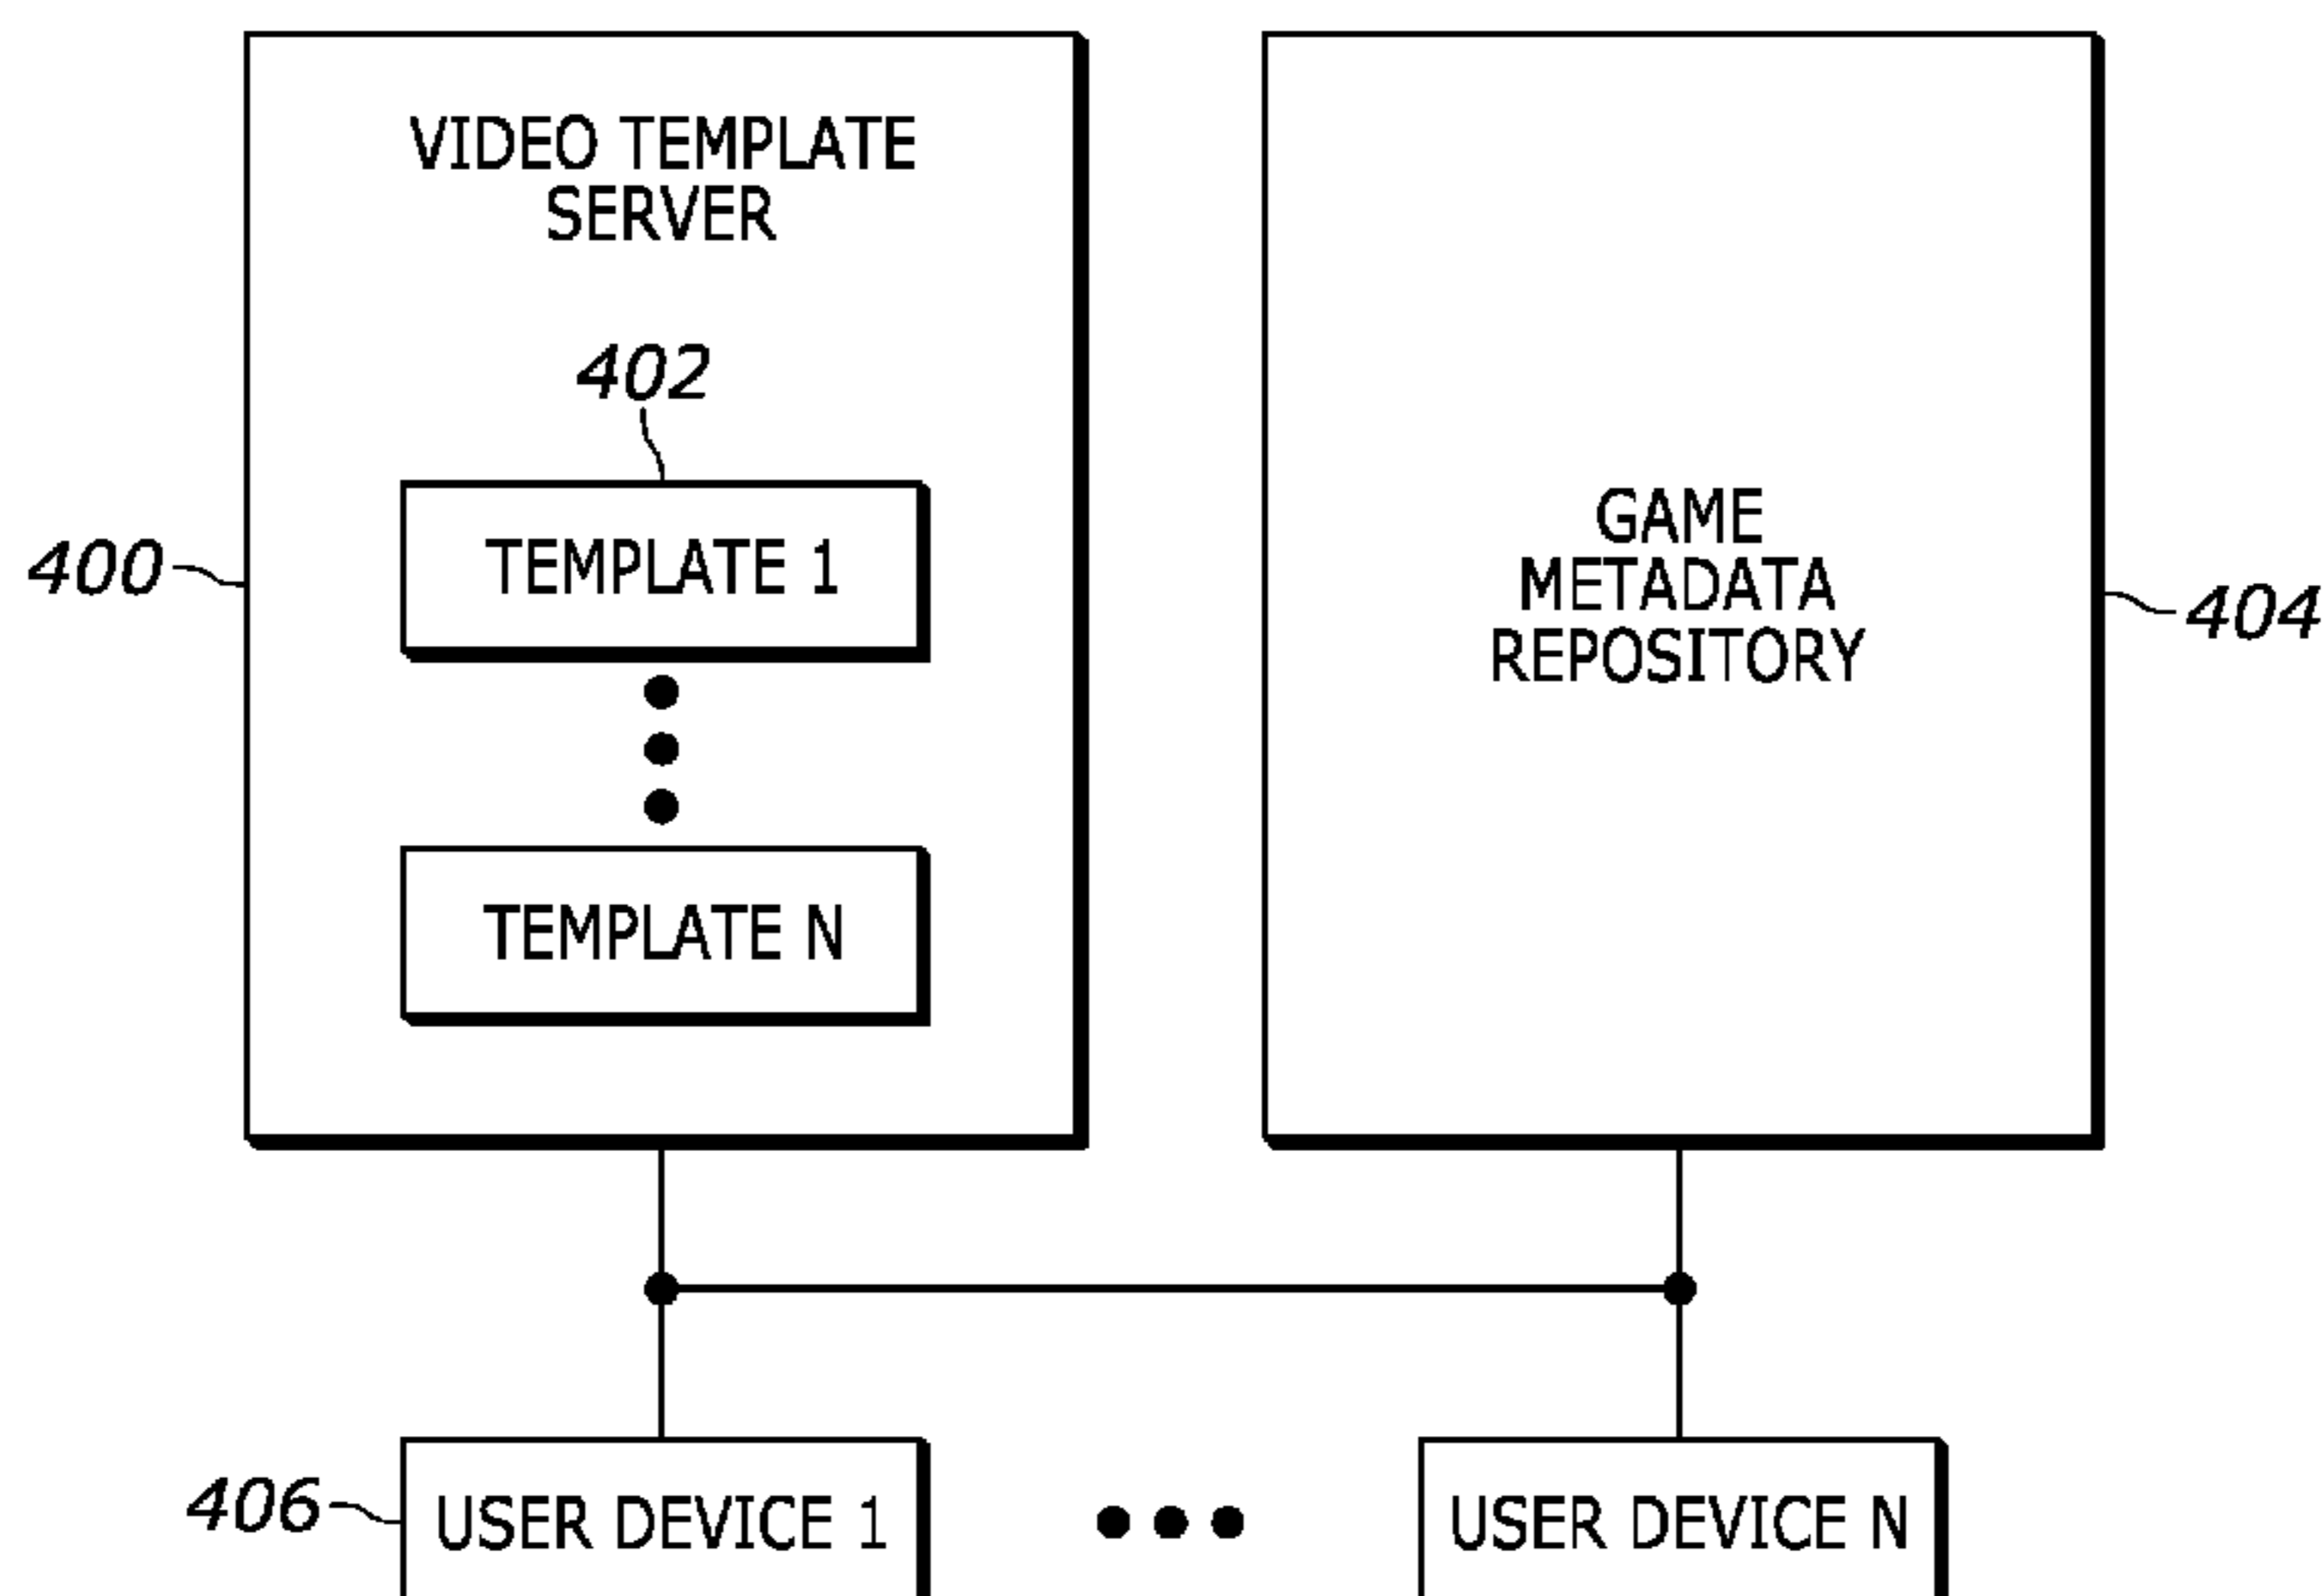 VIDEO TEMPLATE
SERVER
402
TEMPLATE 1
400
TEMPLATE N
GAME
METADATA
REPOSITORY
404
406
USER DEVICE 1
USER DEVICE N